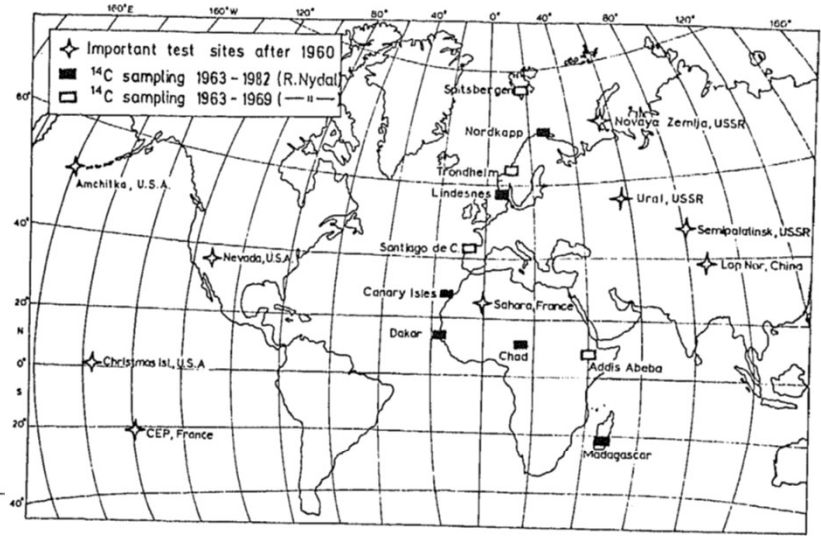 160°E 160°W 120° 80° 40° 0° 40° 80° 120° 160°
Important test sites after 1960
¹⁴C sampling 1963-1982 (R.Nydal)
¹⁴C sampling 1963-1969 (—〃—)
60°
Spitsbergen
Novaya Zemlja, USSR
Nordkapp
Trondheim
Amchitka, U.S.A.
Lindesnes
Ural, USSR
40°
Semipalatinsk, USSR
Santiago de C.
Nevada, U.S.A
Lop Nor, China
Canary Isles
20°
Sahara, France
N
Dakar
Chad
0°
Christmas Isl, U.S.A
Addis Abeba
S
20°
CEP, France
Madagascar
40°